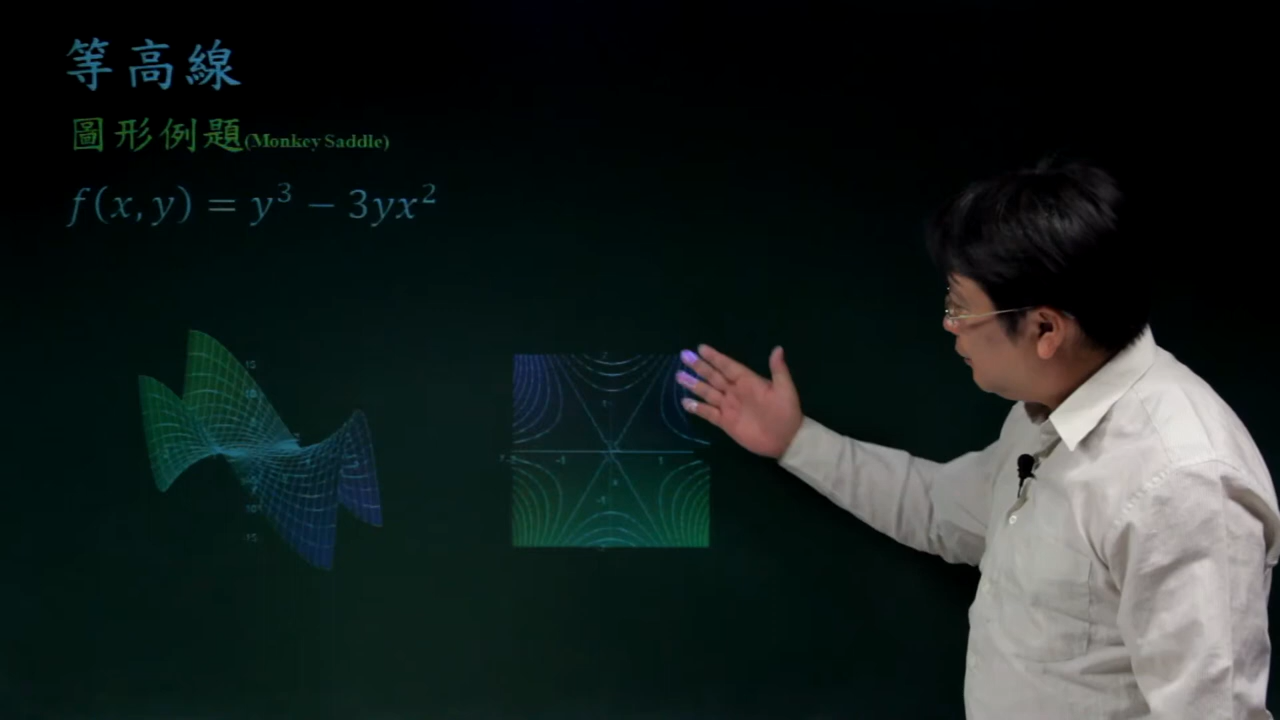 等高線
圖形例題(Monkey Saddle)
f(x,y) = y³ − 3yx²